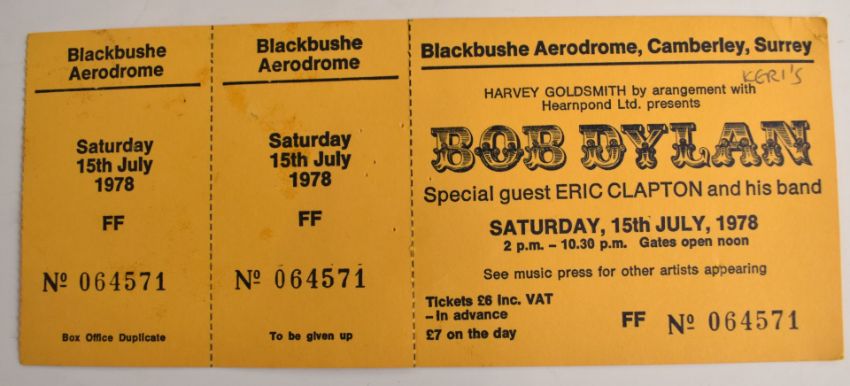 Blackbushe
Aerodrome
Saturday
15th July
1978
FF
Nº 064571
Box Office Duplicate
Blackbushe
Aerodrome
Saturday
15th July
1978
FF
Nº 064571
To be given up
Blackbushe Aerodrome, Camberley, Surrey
KERI'S
HARVEY GOLDSMITH by arangement with
Hearnpond Ltd. presents
BOB DYLAN
Special guest ERIC CLAPTON and his band
SATURDAY, 15th JULY, 1978
2 p.m. – 10.30 p.m. Gates open noon
See music press for other artists appearing
Tickets £6 inc. VAT
– In advance
£7 on the day
FF Nº 064571